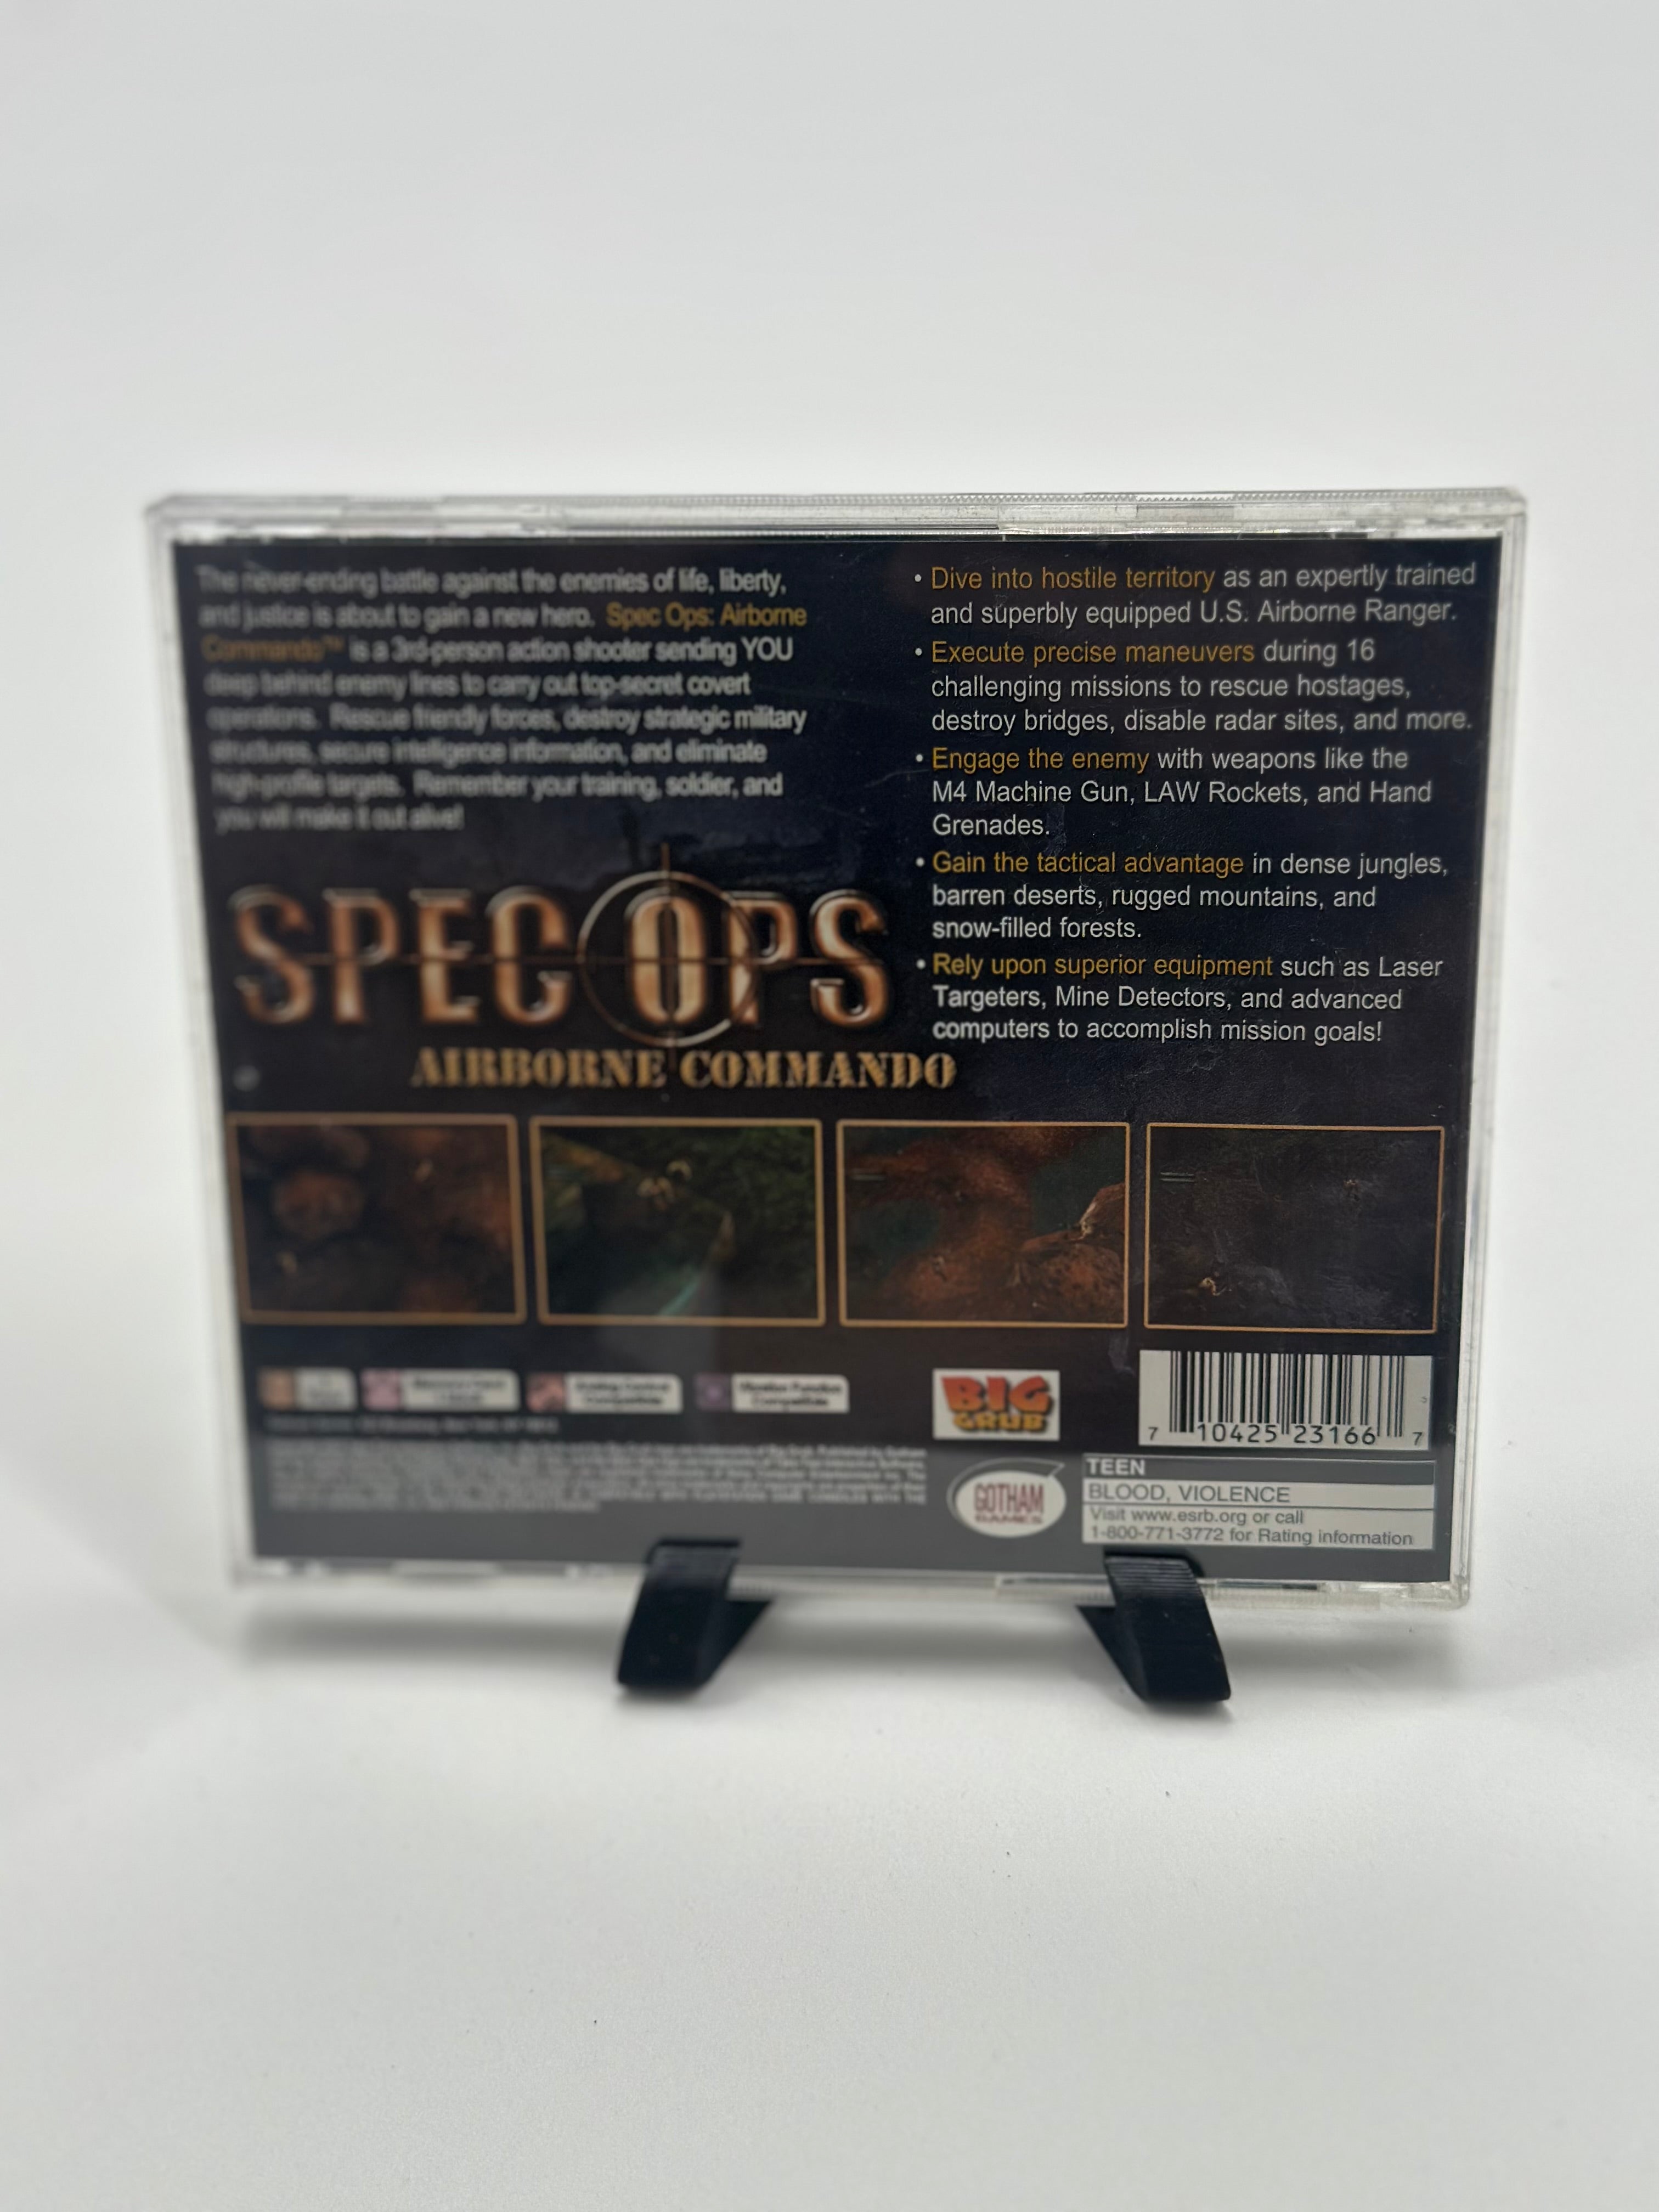 The never-ending battle against the enemies of life, liberty,
and justice is about to gain a new hero. Spec Ops: Airborne
Commando™ is a 3rd-person action shooter sending YOU
deep behind enemy lines to carry out top-secret covert
operations. Rescue friendly forces, destroy strategic military
structures, secure intelligence information, and eliminate
high-profile targets. Remember your training, soldier, and
you will make it out alive!
SPEC OPS
AIRBORNE COMMANDO
• Dive into hostile territory as an expertly trained
and superbly equipped U.S. Airborne Ranger.
• Execute precise maneuvers during 16
challenging missions to rescue hostages,
destroy bridges, disable radar sites, and more.
• Engage the enemy with weapons like the
M4 Machine Gun, LAW Rockets, and Hand
Grenades.
• Gain the tactical advantage in dense jungles,
barren deserts, rugged mountains, and
snow-filled forests.
• Rely upon superior equipment such as Laser
Targeters, Mine Detectors, and advanced
computers to accomplish mission goals!
Analog Control
Compatible
Vibration Function
Compatible
BIG
GRUB
7 10425 23166 7
GOTHAM
GAMES
TEEN
BLOOD, VIOLENCE
Visit www.esrb.org or call
1-800-771-3772 for Rating information